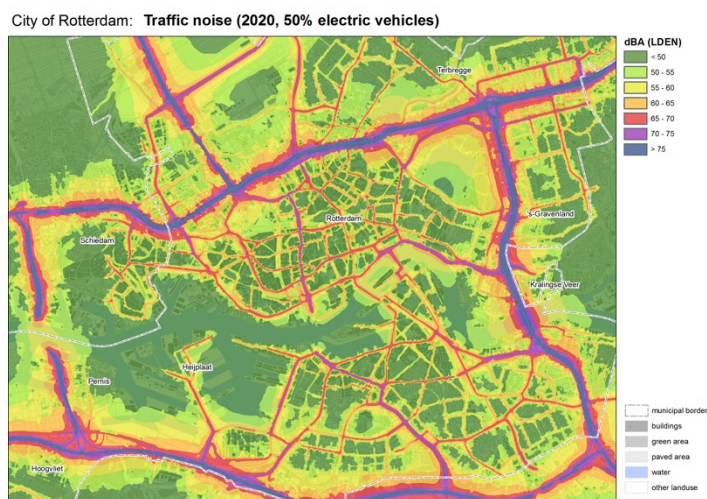 City of Rotterdam: Traffic noise (2020, 50% electric vehicles)
dBA (LDEN)
< 50
50 - 55
55 - 60
60 - 65
65 - 70
70 - 75
> 75
Terbregge
Rotterdam
's-Gravenland
Schiedam
Kralingse Veer
Heijplaat
Pernis
Hoogvliet
municipal border
buildings
green area
paved area
water
other landuse